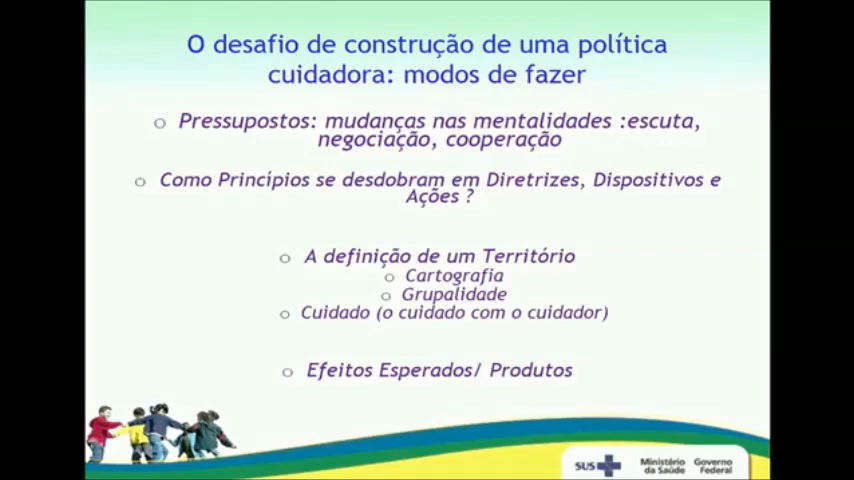 O desafio de construção de uma política
cuidadora: modos de fazer
o Pressupostos: mudanças nas mentalidades :escuta,
negociação, cooperação
o Como Princípios se desdobram em Diretrizes, Dispositivos e
Ações ?
o A definição de um Território
o Cartografia
o Grupalidade
o Cuidado (o cuidado com o cuidador)
o Efeitos Esperados/ Produtos
SUS
Ministério
da Saúde
Governo
Federal